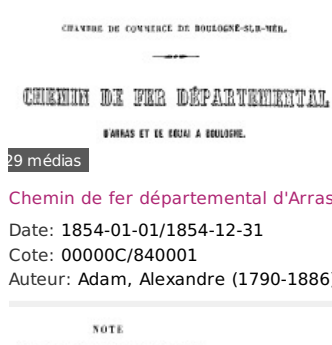 CHAMBRE DE COMMERCE DE BOULOGNE-SUR-MER.
CHEMIN DE FER DÉPARTEMENTAL
D'ARRAS ET DE DOUAI A BOULOGNE.
29 médias
Chemin de fer départemental d'Arras
Date: 1854-01-01/1854-12-31
Cote: 00000C/840001
Auteur: Adam, Alexandre (1790-1886)
NOTE